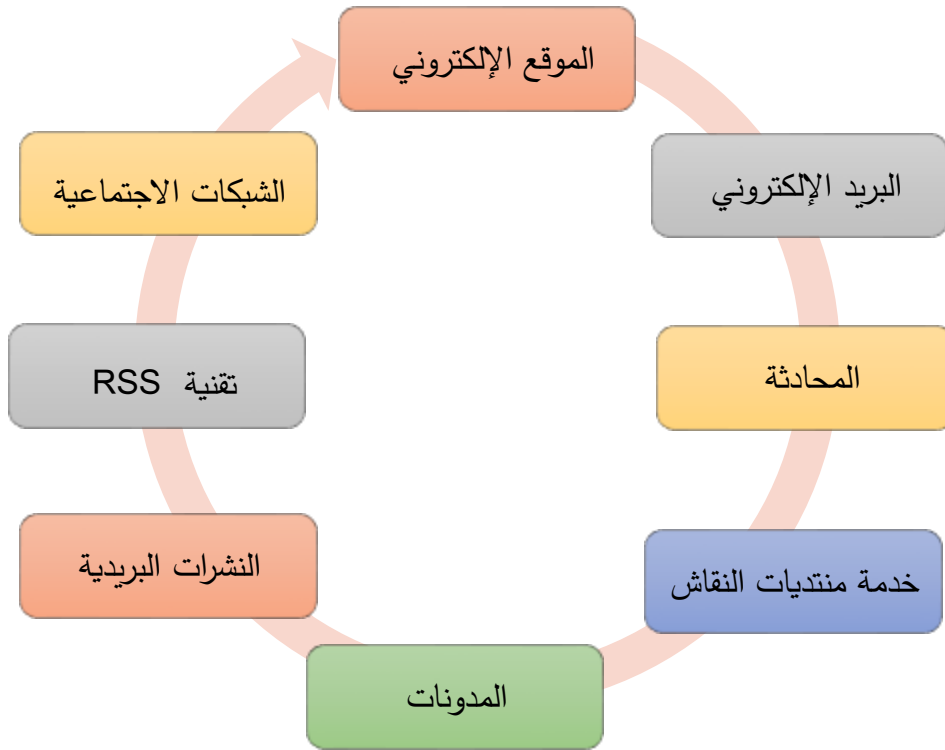 الموقع الإلكتروني
البريد الإلكتروني
المحادثة
خدمة منتديات النقاش
المدونات
النشرات البريدية
تقنية RSS
الشبكات الاجتماعية